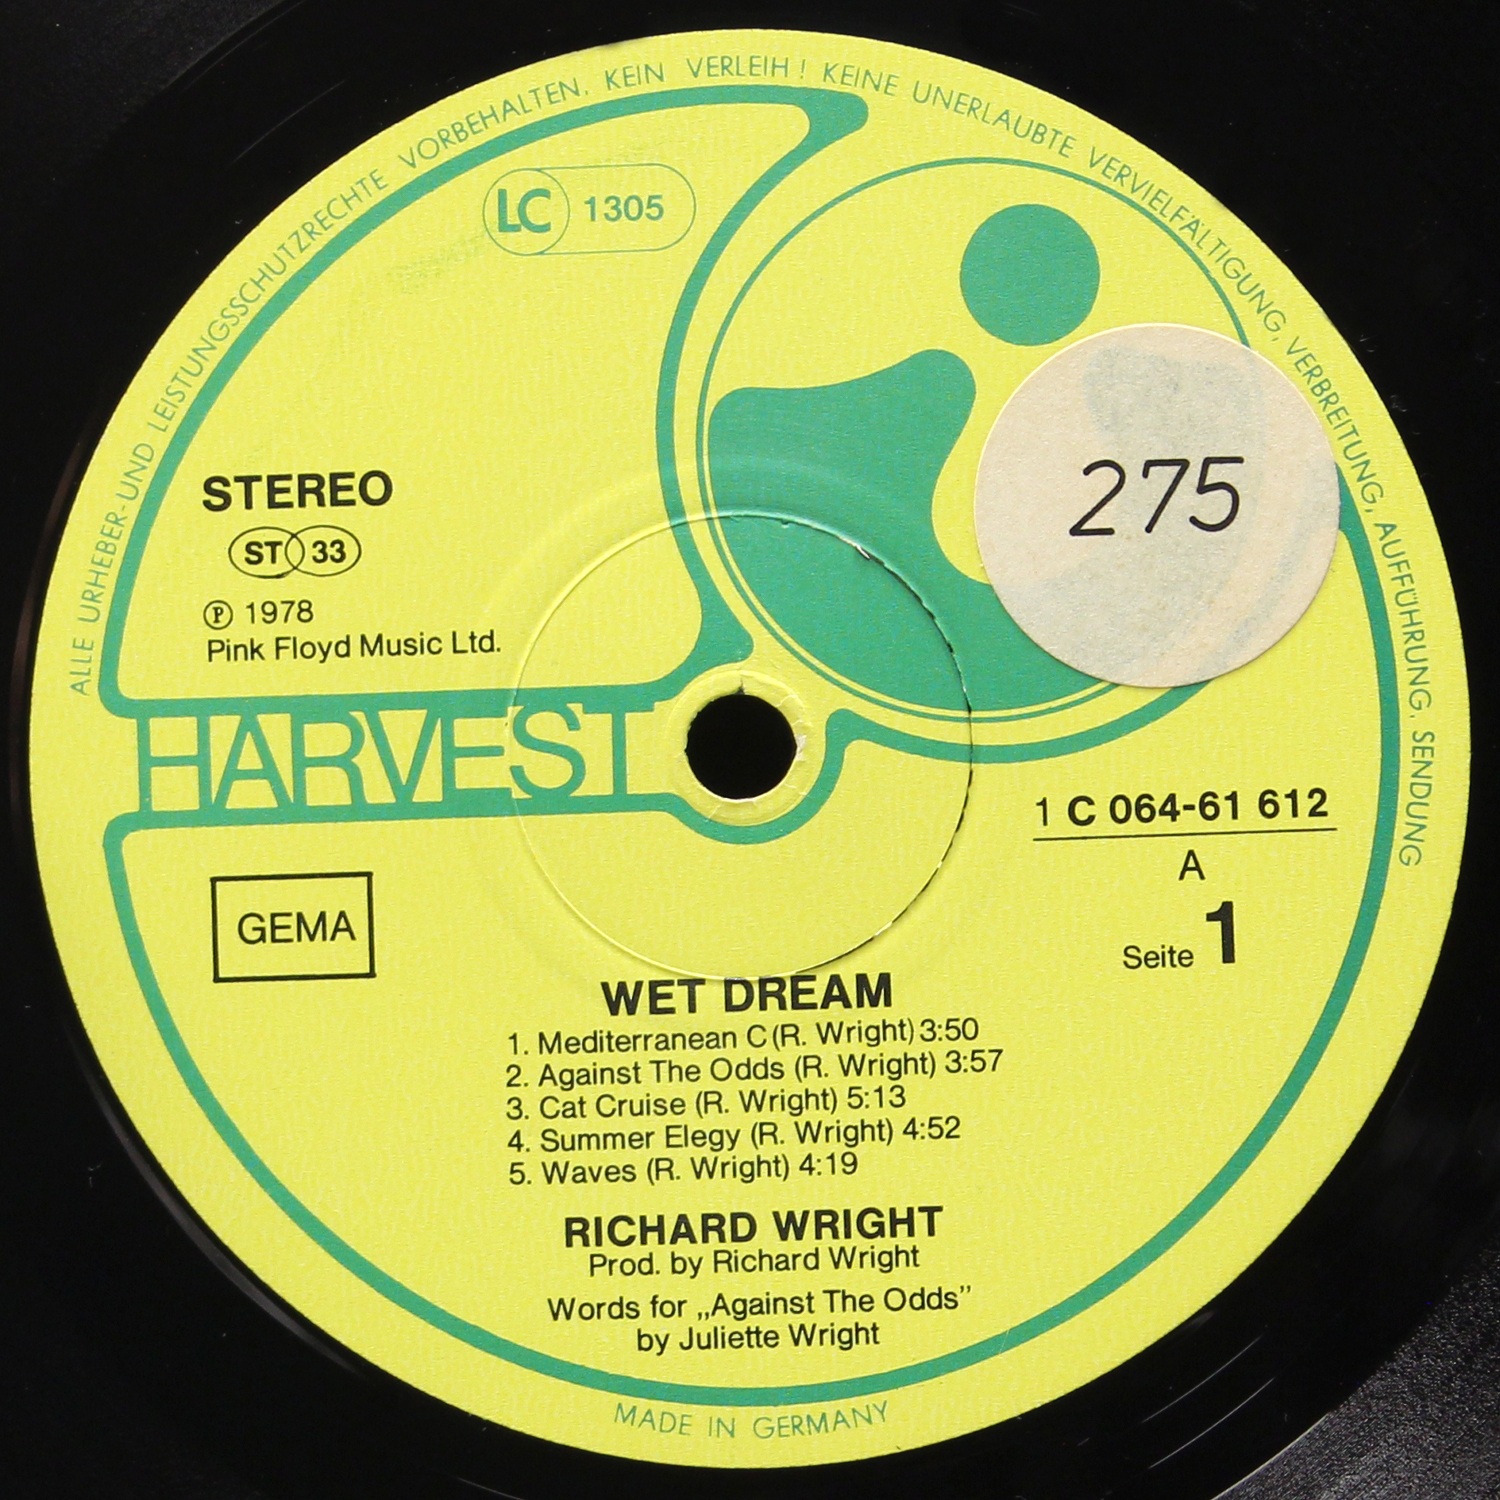 ALLE URHEBER- UND LEISTUNGSSCHUTZRECHTE VORBEHALTEN. KEIN VERLEIH! KEINE UNERLAUBTE VERVIELFÄLTIGUNG, VERBREITUNG, AUFFÜHRUNG, SENDUNG
LC 1305
275
STEREO
ST 33
℗ 1978
Pink Floyd Music Ltd.
HARVEST
1 C 064-61 612
A
Seite 1
GEMA
WET DREAM
1. Mediterranean C (R. Wright) 3:50
2. Against The Odds (R. Wright) 3:57
3. Cat Cruise (R. Wright) 5:13
4. Summer Elegy (R. Wright) 4:52
5. Waves (R. Wright) 4:19
RICHARD WRIGHT
Prod. by Richard Wright
Words for „Against The Odds”
by Juliette Wright
MADE IN GERMANY